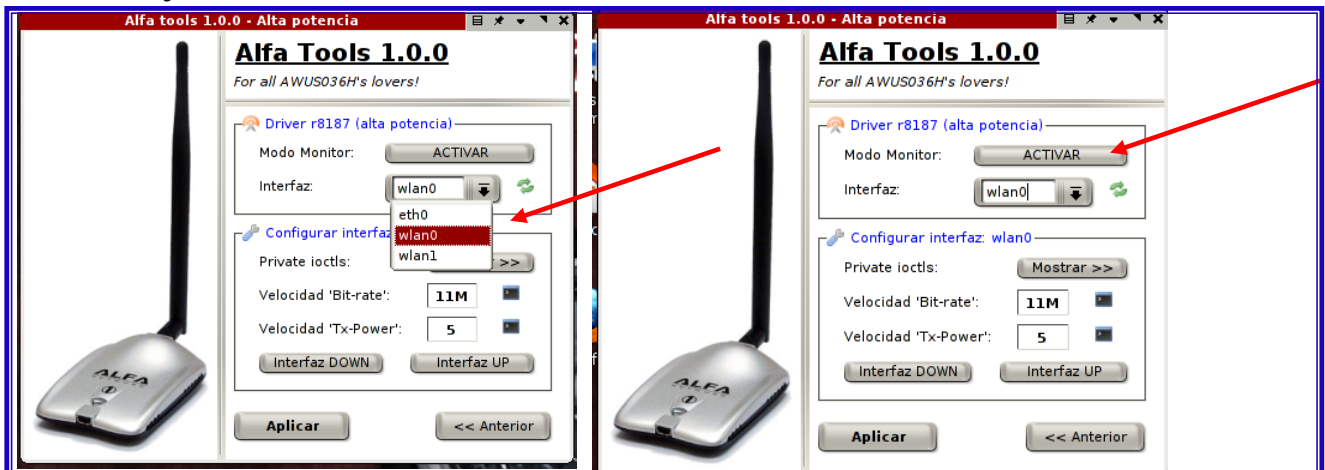 Alfa tools 1.0.0 - Alta potencia
Alfa Tools 1.0.0
For all AWUS036H's lovers!
Driver r8187 (alta potencia)
Modo Monitor: ACTIVAR
Interfaz: wlan0
eth0
wlan0
wlan1
Configurar interfaz
Private ioctls: >>
Velocidad 'Bit-rate': 11M
Velocidad 'Tx-Power': 5
Interfaz DOWN Interfaz UP
Aplicar << Anterior
ALFA
Alfa tools 1.0.0 - Alta potencia
Alfa Tools 1.0.0
For all AWUS036H's lovers!
Driver r8187 (alta potencia)
Modo Monitor: ACTIVAR
Interfaz: wlan0
Configurar interfaz: wlan0
Private ioctls: Mostrar >>
Velocidad 'Bit-rate': 11M
Velocidad 'Tx-Power': 5
Interfaz DOWN Interfaz UP
Aplicar << Anterior
ALFA